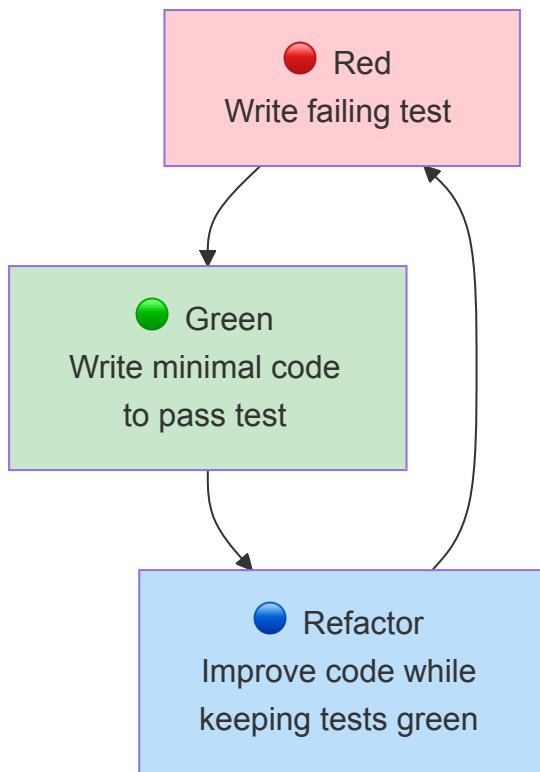 🔴 Red
Write failing test
🟢 Green
Write minimal code
to pass test
🔵 Refactor
Improve code while
keeping tests green